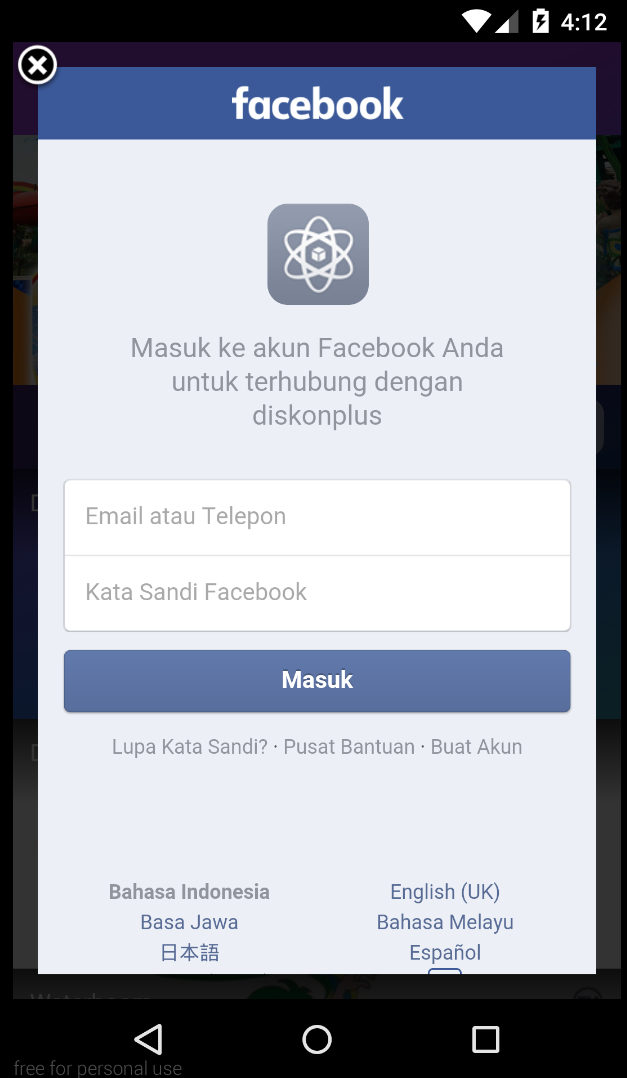 4:12
facebook
Masuk ke akun Facebook Anda
untuk terhubung dengan
diskonplus
Email atau Telepon
Kata Sandi Facebook
Masuk
Lupa Kata Sandi? · Pusat Bantuan · Buat Akun
Bahasa Indonesia
English (UK)
Basa Jawa
Bahasa Melayu
日本語
Español
free for personal use